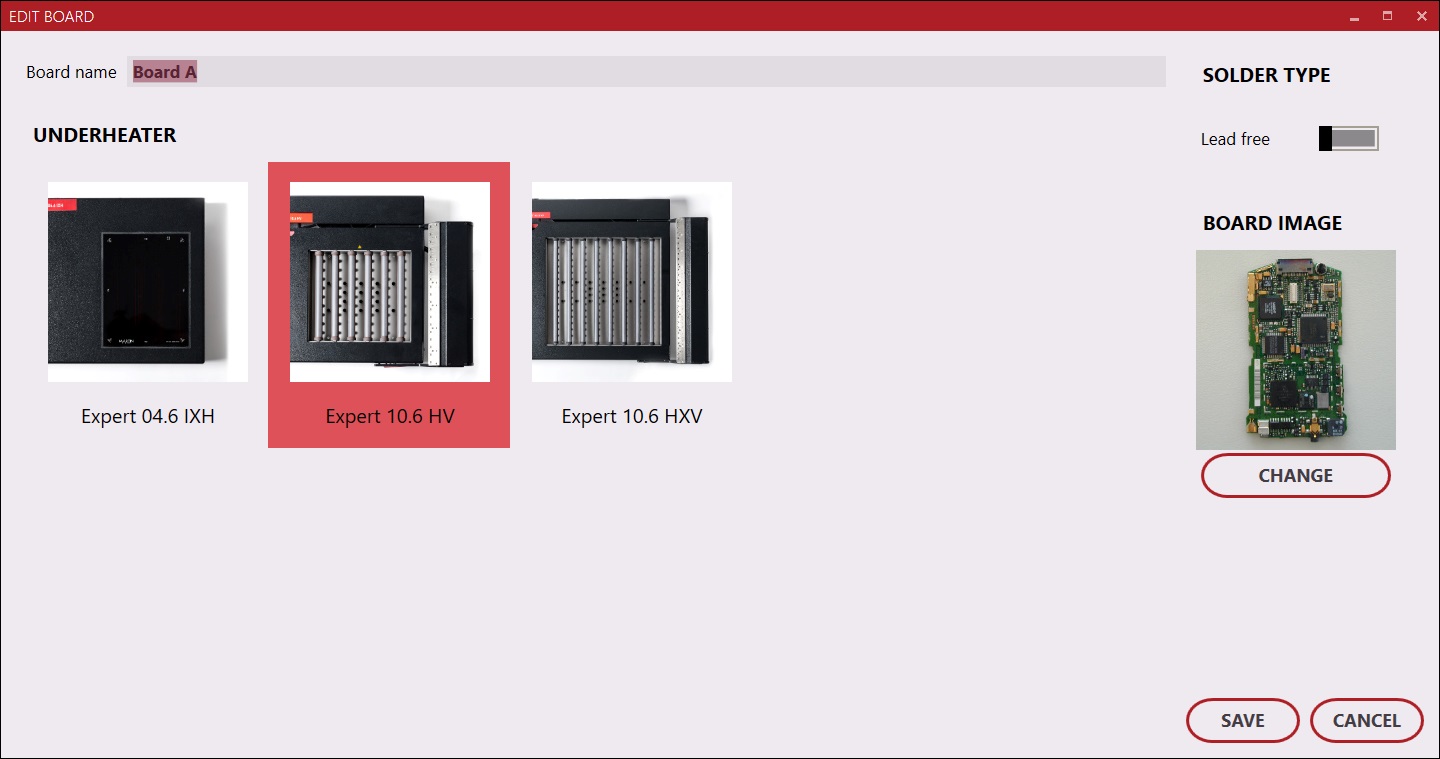 EDIT BOARD
Board name
Board A
SOLDER TYPE
UNDERHEATER
Lead free
BOARD IMAGE
Expert 04.6 IXH
Expert 10.6 HV
Expert 10.6 HXV
CHANGE
SAVE
CANCEL